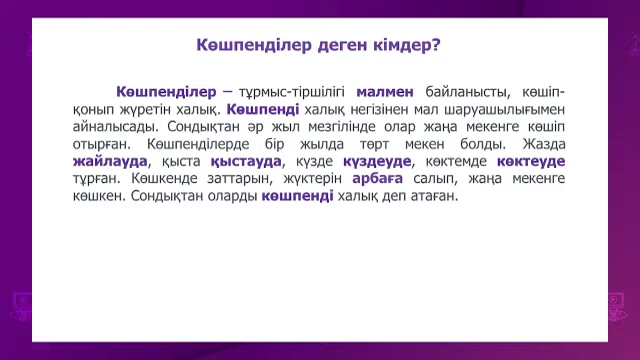 Көшпенділер деген кімдер?
Көшпенділер – тұрмыс-тіршілігі малмен байланысты, көшіп-
қонып жүретін халық. Көшпенді халық негізінен мал шаруашылығымен
айналысады. Сондықтан әр жыл мезгілінде олар жаңа мекенге көшіп
отырған. Көшпенділерде бір жылда төрт мекен болды. Жазда
жайлауда, қыста қыстауда, күзде күздеуде, көктемде көктеуде
тұрған. Көшкенде заттарын, жүктерін арбаға салып, жаңа мекенге
көшкен. Сондықтан оларды көшпенді халық деп атаған.